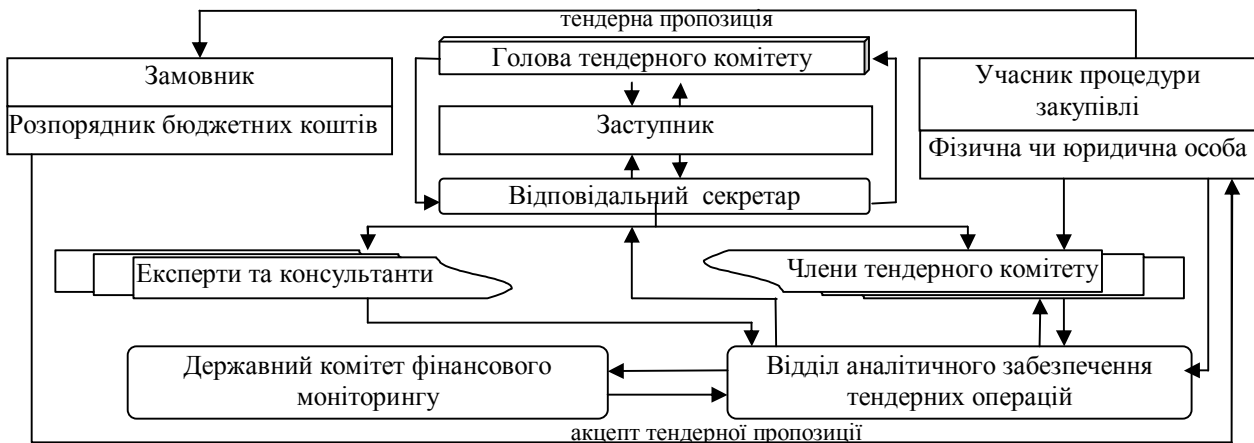 тендерна пропозиція
Голова тендерного комітету
Замовник
Розпорядник бюджетних коштів
Заступник
Учасник процедури
закупівлі
Фізична чи юридична особа
Відповідальний секретар
Експерти та консультанти
Члени тендерного комітету
Державний комітет фінансового
моніторингу
Відділ аналітичного забезпечення
тендерних операцій
акцепт тендерної пропозиції